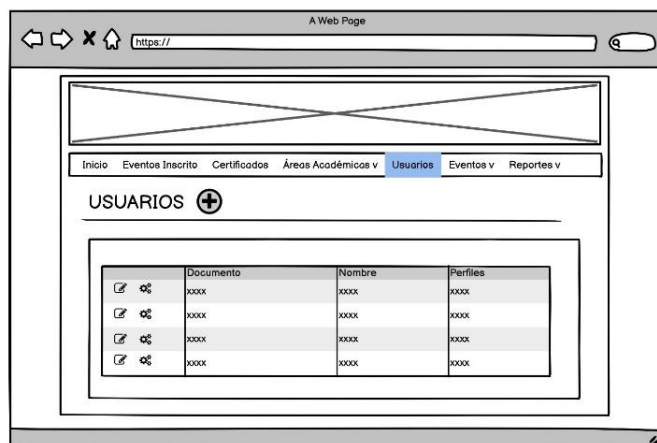 A Web Page
https://
Inicio Eventos Inscrito Certificados Áreas Académicas v Usuarios Eventos v Reportes v
USUARIOS
Documento Nombre Perfiles
xxxx xxxx xxxx
xxxx xxxx xxxx
xxxx xxxx xxxx
xxxx xxxx xxxx